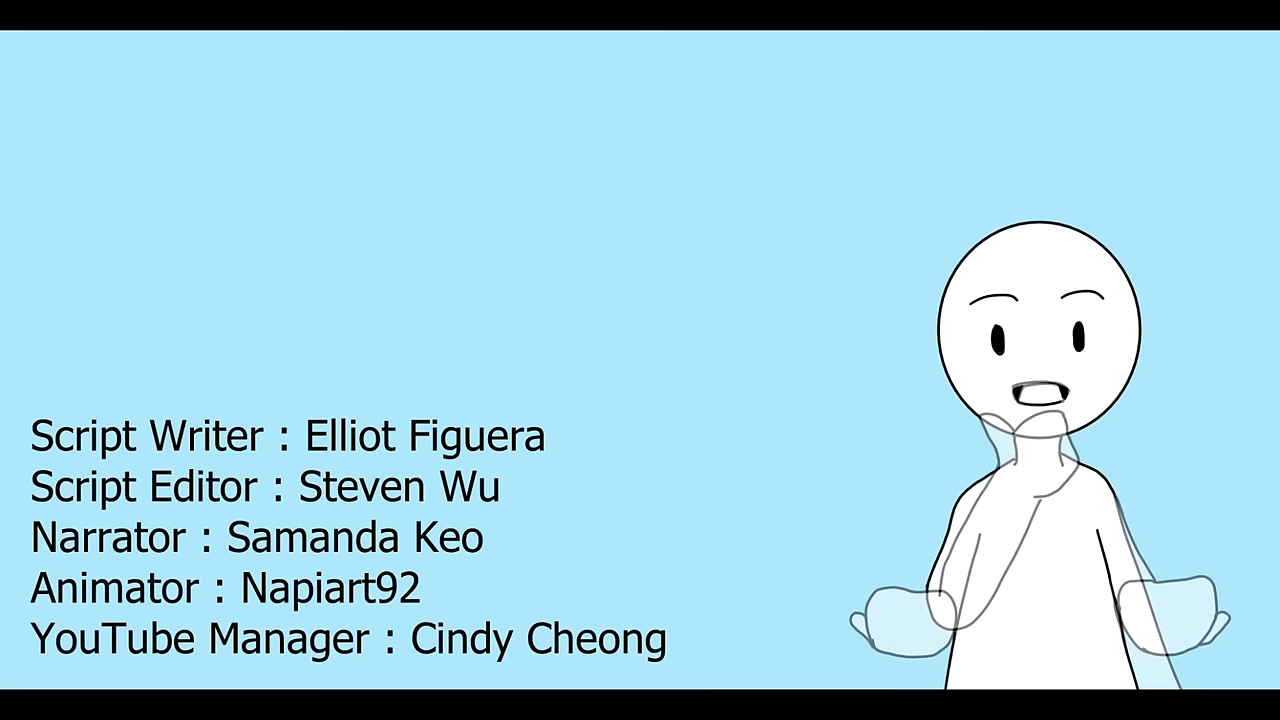 Script Writer : Elliot Figuera
Script Editor : Steven Wu
Narrator : Samanda Keo
Animator : Napiart92
YouTube Manager : Cindy Cheong